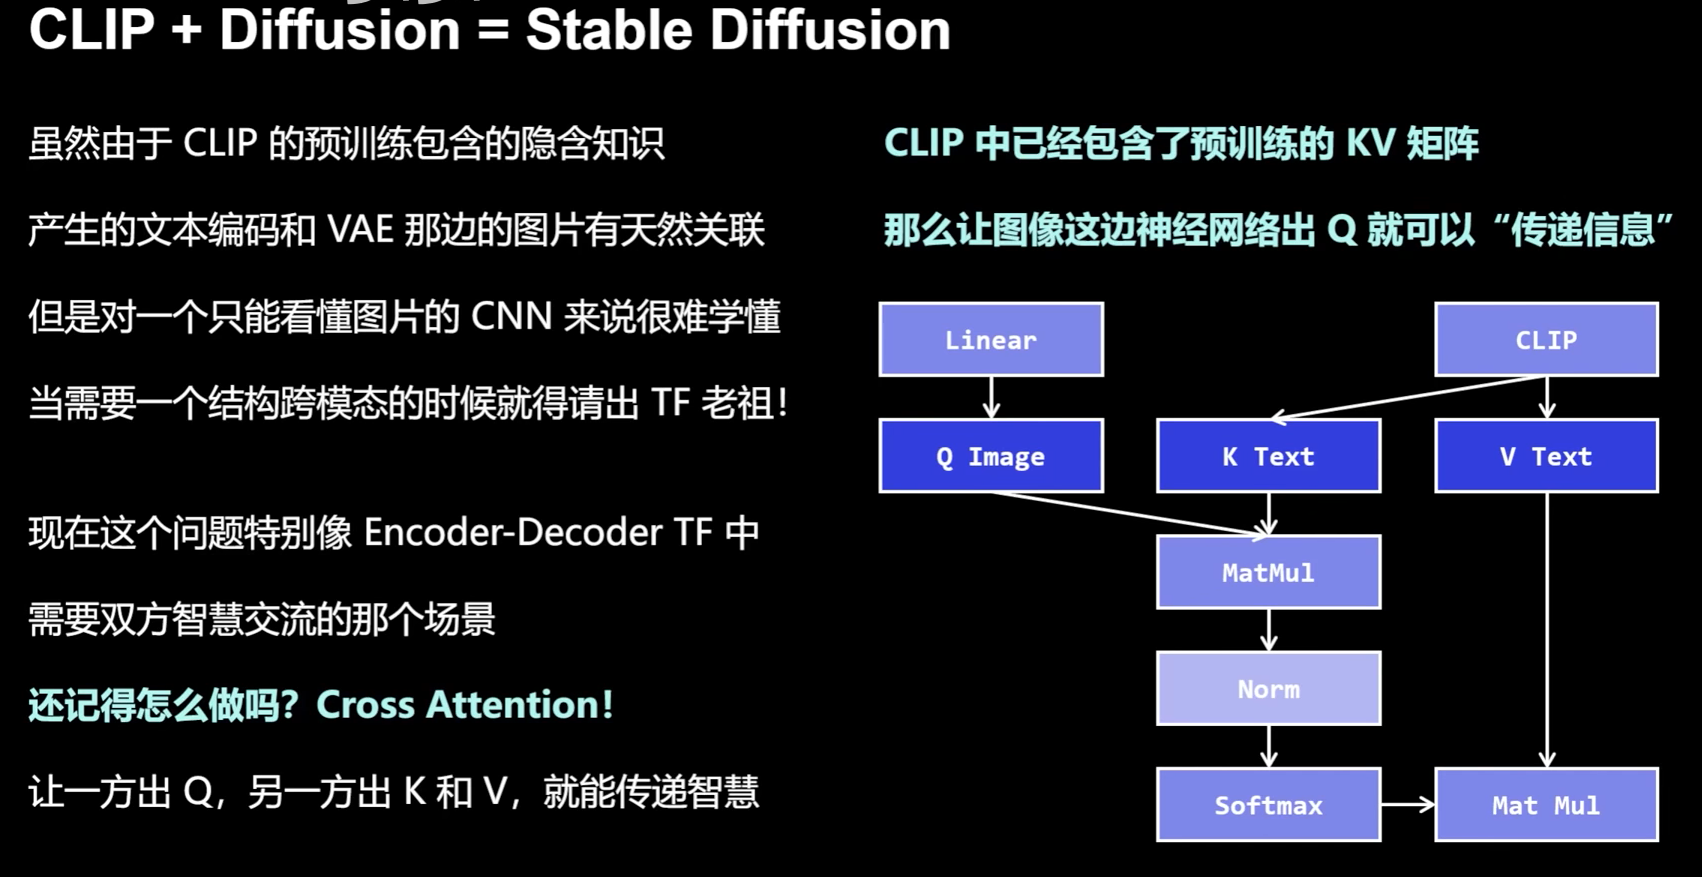 CLIP + Diffusion = Stable Diffusion
虽然由于 CLIP 的预训练包含的隐含知识
产生的文本编码和 VAE 那边的图片有天然关联
但是对一个只能看懂图片的 CNN 来说很难学懂
当需要一个结构跨模态的时候就得请出 TF 老祖！
现在这个问题特别像 Encoder-Decoder TF 中
需要双方智慧交流的那个场景
还记得怎么做吗？Cross Attention！
让一方出 Q，另一方出 K 和 V，就能传递智慧
CLIP 中已经包含了预训练的 KV 矩阵
那么让图像这边神经网络出 Q 就可以“传递信息”
Linear
CLIP
Q Image
K Text
V Text
MatMul
Norm
Softmax
Mat Mul